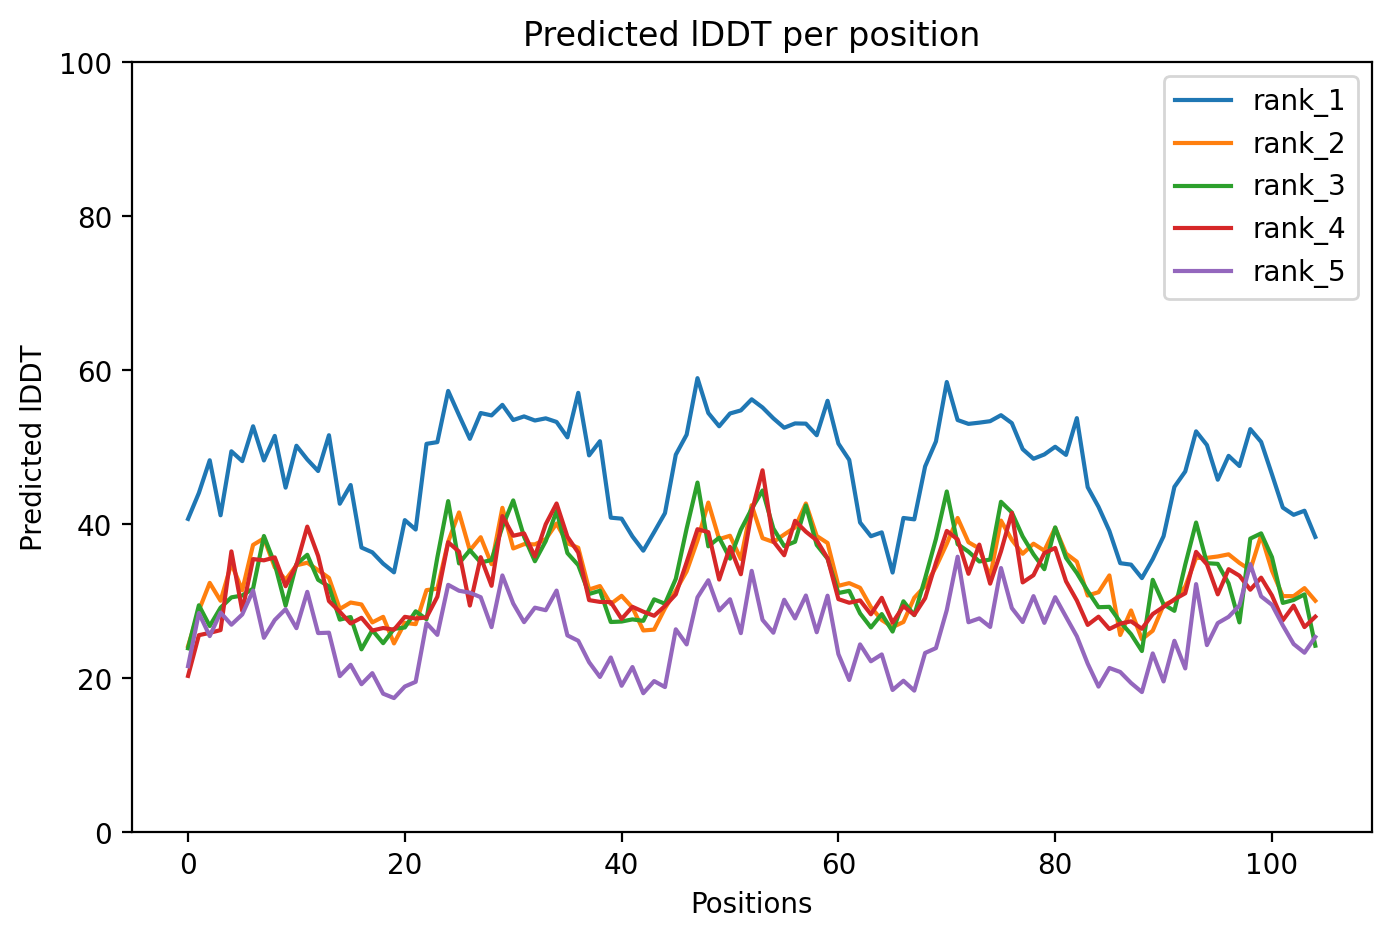 Predicted lDDT per position
100
80
60
40
20
0
Predicted lDDT
0 20 40 60 80 100
Positions
rank_1
rank_2
rank_3
rank_4
rank_5